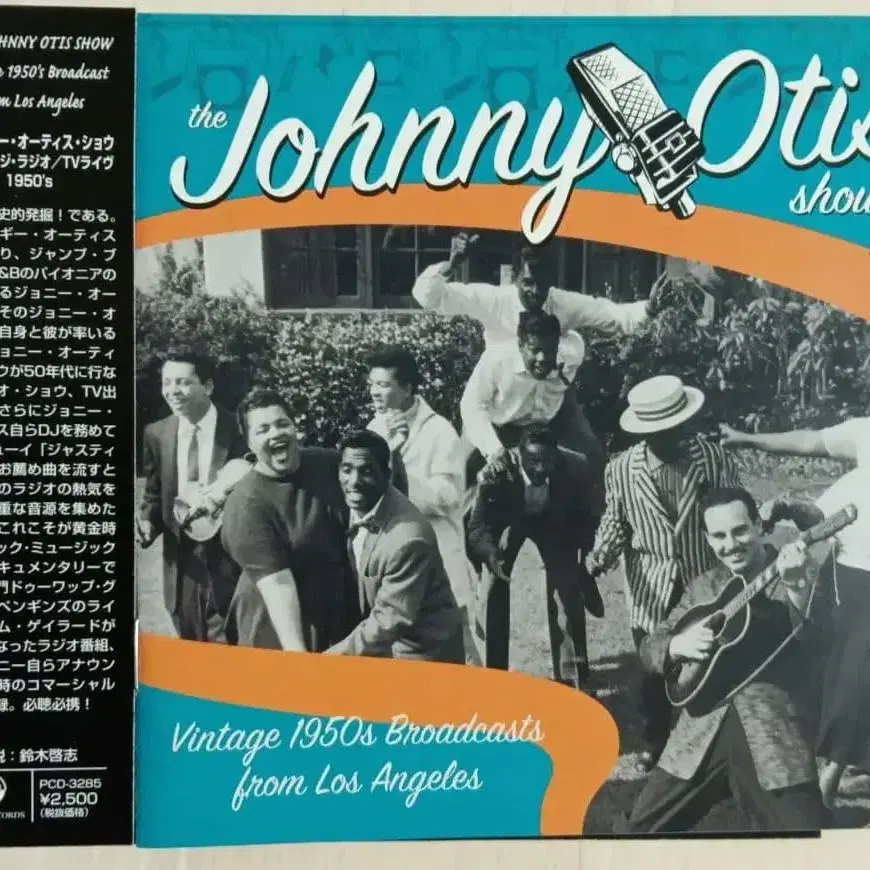 HNNY OTIS SHOW
1950's Broadcast
m Los Angeles
ー・オーティス・ショウ
ジ・ラジオ／TVライヴ
1950's
史的発掘！である。
ギー・オーティス
り、ジャンプ・ブ
&Bのパイオニアの
るジョニー・オー
そのジョニー・オ
自身と彼が率いる
ョニー・オーティ
ウが50年代に行な
オ・ショウ、TV出
さらにジョニー・
ス自らDJを務めて
ューイ「ジャスティ
お薦め曲を流すと
のラジオの熱気を
重な音源を集めた
これこそが黄金時
ック・ミュージック
キュメンタリーで
門ドゥーワップ・グ
ペンギンズのライ
ム・ゲイラードが
なったラジオ番組、
ニー自らアナウン
時のコマーシャル
録。必聴必携！
説：鈴木啓志
PCD-3285
¥2,500
(税抜価格)
CORDS
the
Johnny Otis
show
Vintage 1950s Broadcasts
from Los Angeles